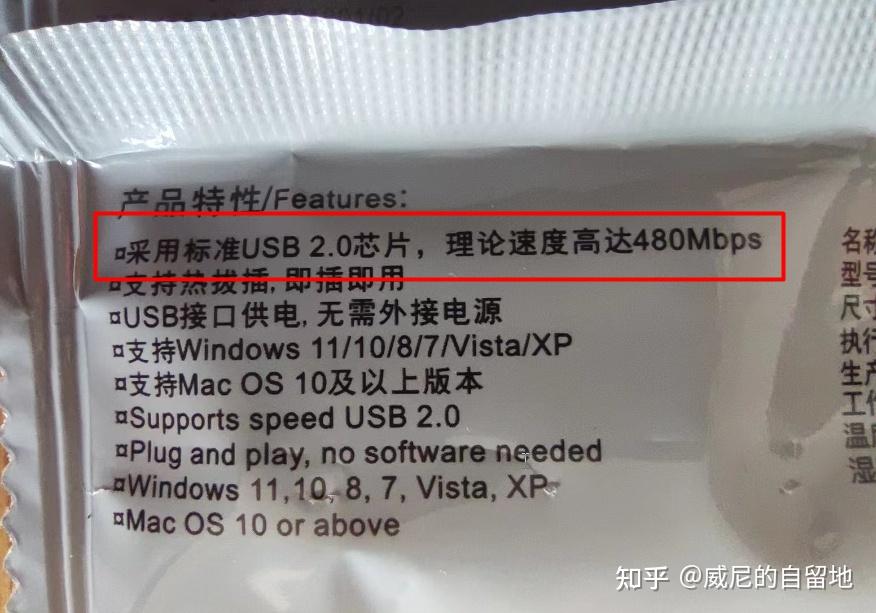 产品特性/Features:
¤采用标准USB 2.0芯片，理论速度高达480Mbps
¤支持热拔插,即插即用
¤USB接口供电,无需外接电源
¤支持Windows 11/10/8/7/Vista/XP
¤支持Mac OS 10及以上版本
¤Supports speed USB 2.0
¤Plug and play, no software needed
¤Windows 11,10, 8, 7, Vista, XP
¤Mac OS 10 or above
名称
型号
尺寸
执行
生产
工作
温度
湿
知乎 @威尼的自留地